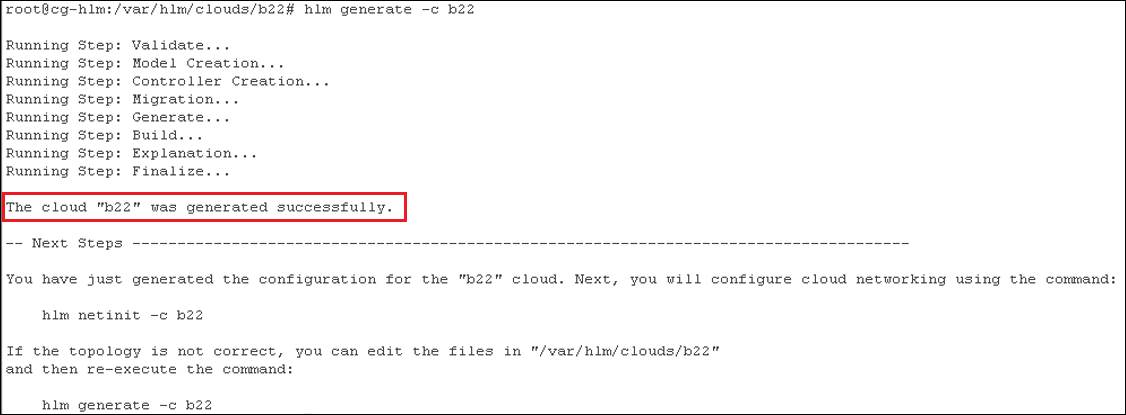 root@cg-hlm:/var/hlm/clouds/b22# hlm generate -c b22
Running Step: Validate...
Running Step: Model Creation...
Running Step: Controller Creation...
Running Step: Migration...
Running Step: Generate...
Running Step: Build...
Running Step: Explanation...
Running Step: Finalize...
The cloud "b22" was generated successfully.
-- Next Steps --------------------------------------------------------------------------------------
You have just generated the configuration for the "b22" cloud. Next, you will configure cloud networking using the command:
hlm netinit -c b22
If the topology is not correct, you can edit the files in "/var/hlm/clouds/b22"
and then re-execute the command:
hlm generate -c b22